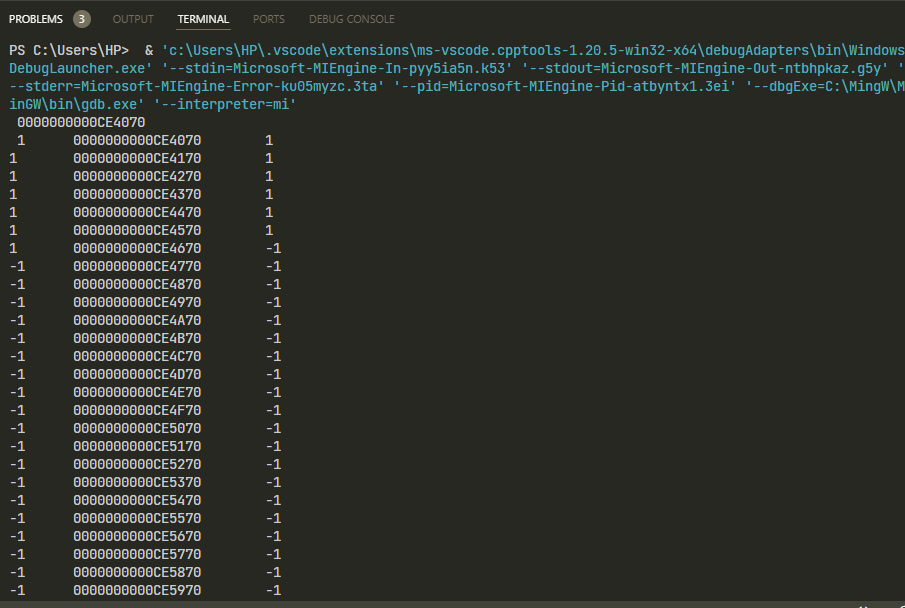 PROBLEMS 3 OUTPUT TERMINAL PORTS DEBUG CONSOLE
PS C:\Users\HP>  & 'c:\Users\HP\.vscode\extensions\ms-vscode.cpptools-1.20.5-win32-x64\debugAdapters\bin\Windows
DebugLauncher.exe' '--stdin=Microsoft-MIEngine-In-pyy5ia5n.k53' '--stdout=Microsoft-MIEngine-Out-ntbhpkaz.g5y' '
--stderr=Microsoft-MIEngine-Error-ku05myzc.3ta' '--pid=Microsoft-MIEngine-Pid-atbyntx1.3ei' '--dbgExe=C:\MingW\M
inGW\bin\gdb.exe' '--interpreter=mi'
0000000000CE4070
1 0000000000CE4070 1
1 0000000000CE4170 1
1 0000000000CE4270 1
1 0000000000CE4370 1
1 0000000000CE4470 1
1 0000000000CE4570 1
1 0000000000CE4670 -1
-1 0000000000CE4770 -1
-1 0000000000CE4870 -1
-1 0000000000CE4970 -1
-1 0000000000CE4A70 -1
-1 0000000000CE4B70 -1
-1 0000000000CE4C70 -1
-1 0000000000CE4D70 -1
-1 0000000000CE4E70 -1
-1 0000000000CE4F70 -1
-1 0000000000CE5070 -1
-1 0000000000CE5170 -1
-1 0000000000CE5270 -1
-1 0000000000CE5370 -1
-1 0000000000CE5470 -1
-1 0000000000CE5570 -1
-1 0000000000CE5670 -1
-1 0000000000CE5770 -1
-1 0000000000CE5870 -1
-1 0000000000CE5970 -1